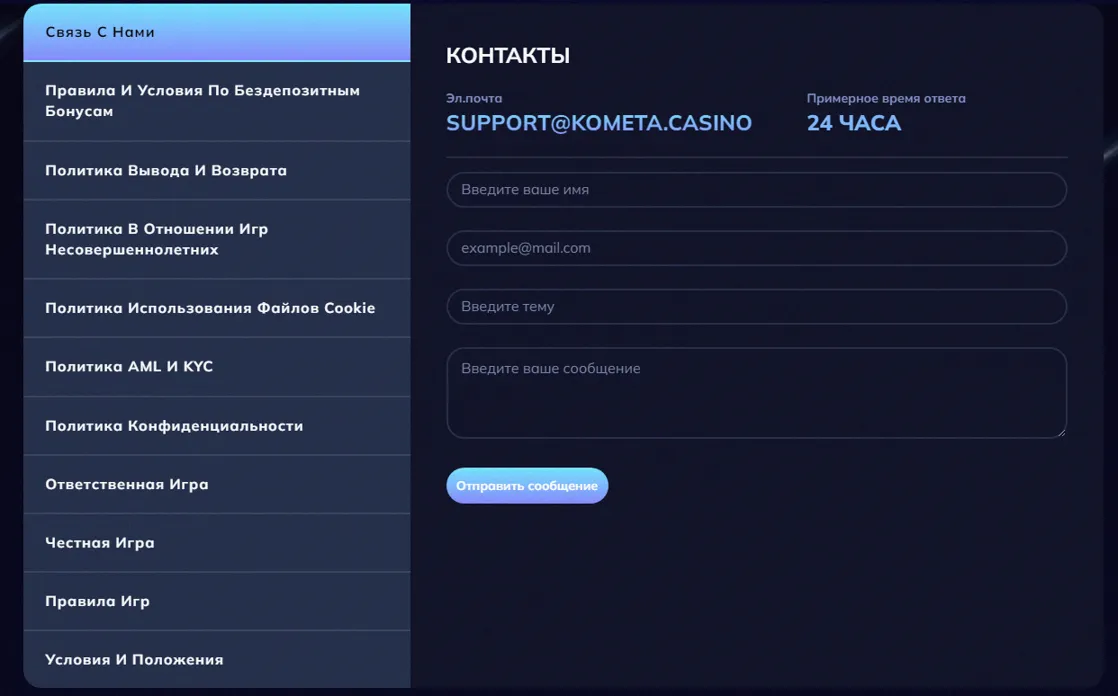 Связь С Нами
Правила И Условия По Бездепозитным
Бонусам
Политика Вывода И Возврата
Политика В Отношении Игр
Несовершеннолетних
Политика Использования Файлов Cookie
Политика AML И KYC
Политика Конфиденциальности
Ответственная Игра
Честная Игра
Правила Игр
Условия И Положения
КОНТАКТЫ
Эл.почта
SUPPORT@KOMETA.CASINO
Примерное время ответа
24 ЧАСА
Введите ваше имя
example@mail.com
Введите тему
Введите ваше сообщение
Отправить сообщение